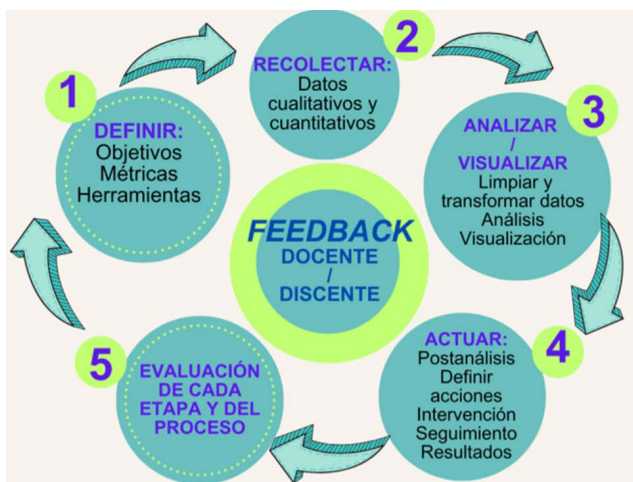 1
DEFINIR:
Objetivos
Métricas
Herramientas
2
RECOLECTAR:
Datos
cualitativos y
cuantitativos
3
ANALIZAR
/
VISUALIZAR
Limpiar y
transformar datos
Análisis
Visualización
4
ACTUAR:
Postanálisis
Definir
acciones
Intervención
Seguimiento
Resultados
5
EVALUACIÓN
DE CADA
ETAPA Y DEL
PROCESO
FEEDBACK
DOCENTE
/
DISCENTE